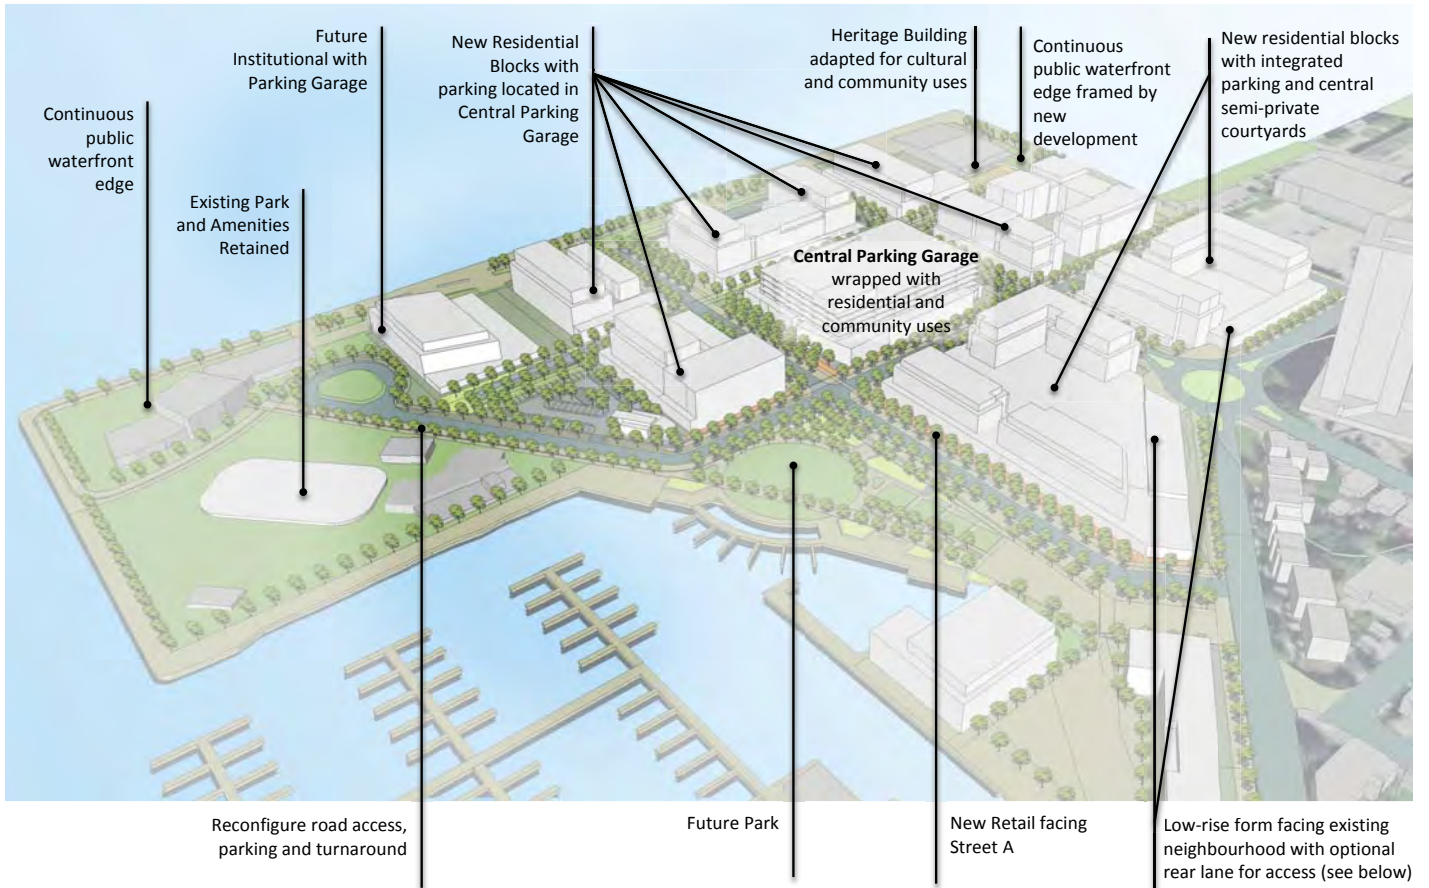 Continuous
public
waterfront
edge
Existing Park
and Amenities
Retained
Future
Institutional with
Parking Garage
New Residential
Blocks with
parking located in
Central Parking
Garage
Heritage Building
adapted for cultural
and community uses
Continuous
public waterfront
edge framed by
new
development
New residential blocks
with integrated
parking and central
semi-private
courtyards
Central Parking Garage
wrapped with
residential and
community uses
Reconfigure road access,
parking and turnaround
Future Park
New Retail facing
Street A
Low-rise form facing existing
neighbourhood with optional
rear lane for access (see below)